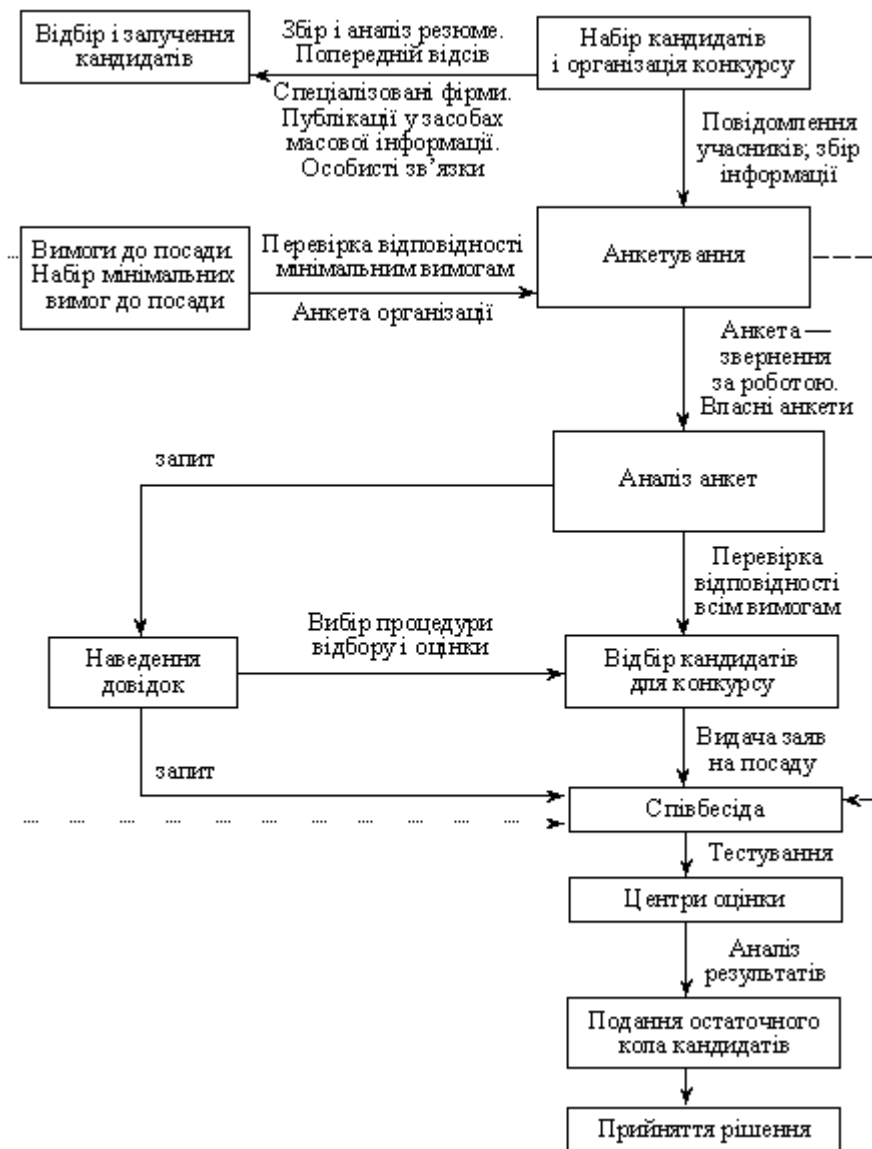 Відбір і залучення
кандидатів
Збір і аналіз резюме.
Попередній відсів
Спеціалізовані фірми.
Публікації у засобах
масової інформації.
Особисті зв’язки
Набір кандидатів
і організація конкурсу
Повідомлення
учасників; збір
інформації
Вимоги до посади.
Набір мінімальних
вимог до посади
Перевірка відповідності
мінімальним вимогам
Анкета організації
Анкетування
Анкета —
звернення
за роботою.
Власні анкети
запит
Аналіз анкет
Перевірка
відповідності
всім вимогам
Наведення
довідок
Вибір процедури
відбору і оцінки
Відбір кандидатів
для конкурсу
Видача заяв
на посаду
запит
Співбесіда
Тестування
Центри оцінки
Аналіз
результатів
Подання остаточного
кола кандидатів
Прийняття рішення